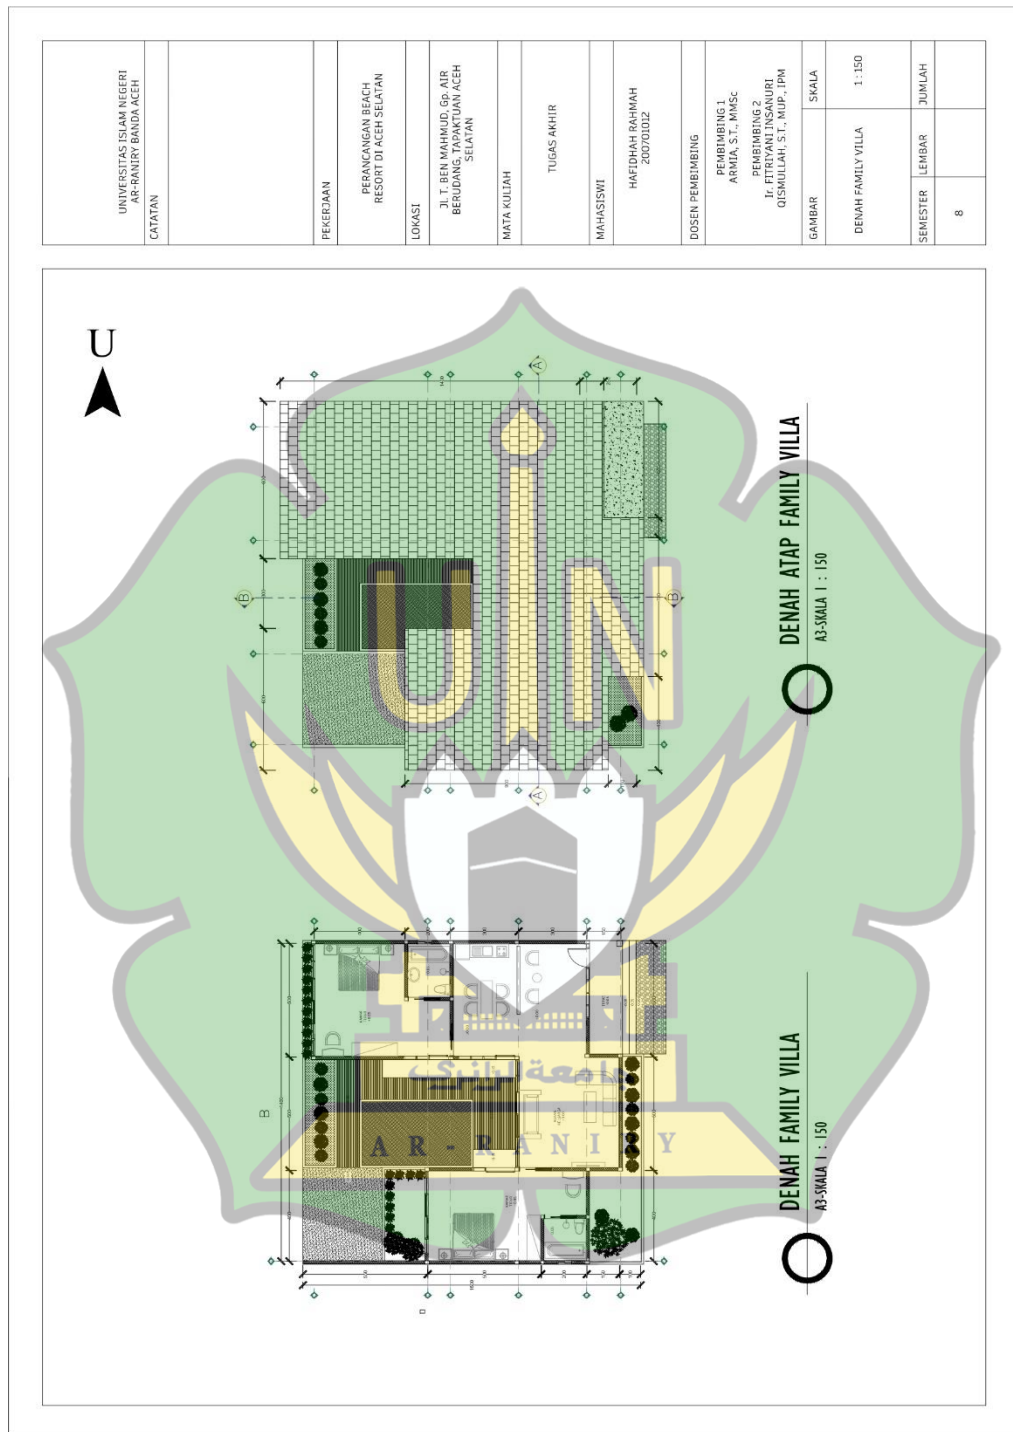 UNIVERSITAS ISLAM NEGERI
AR-RANIRY BANDA ACEH
CATATAN
PEKERJAAN
PERANCANGAN BEACH
RESORT DI ACEH SELATAN
LOKASI
Jl. T. BEN MAHMUD, Gp. AIR
BERUDANG, TAPAKTUAN ACEH
SELATAN
MATA KULIAH
TUGAS AKHIR
MAHASISWI
HAFIDHAH RAHMAH
200701012
DOSEN PEMBIMBING
PEMBIMBING 1
ARMIA, S.T., MMSc
PEMBIMBING 2
Ir. FITRIYANI INSANURI
QISMULLAH, S.T., MUP., IPM
GAMBAR
SKALA
DENAH FAMILY VILLA
1 : 150
SEMESTER
LEMBAR
JUMLAH
8
U
A
B
B
A
DENAH ATAP FAMILY VILLA
A3-SKALA 1 : 150
UIN
جامعة الرانري
AR-RANIRY
B
DENAH FAMILY VILLA
A3-SKALA 1 : 150